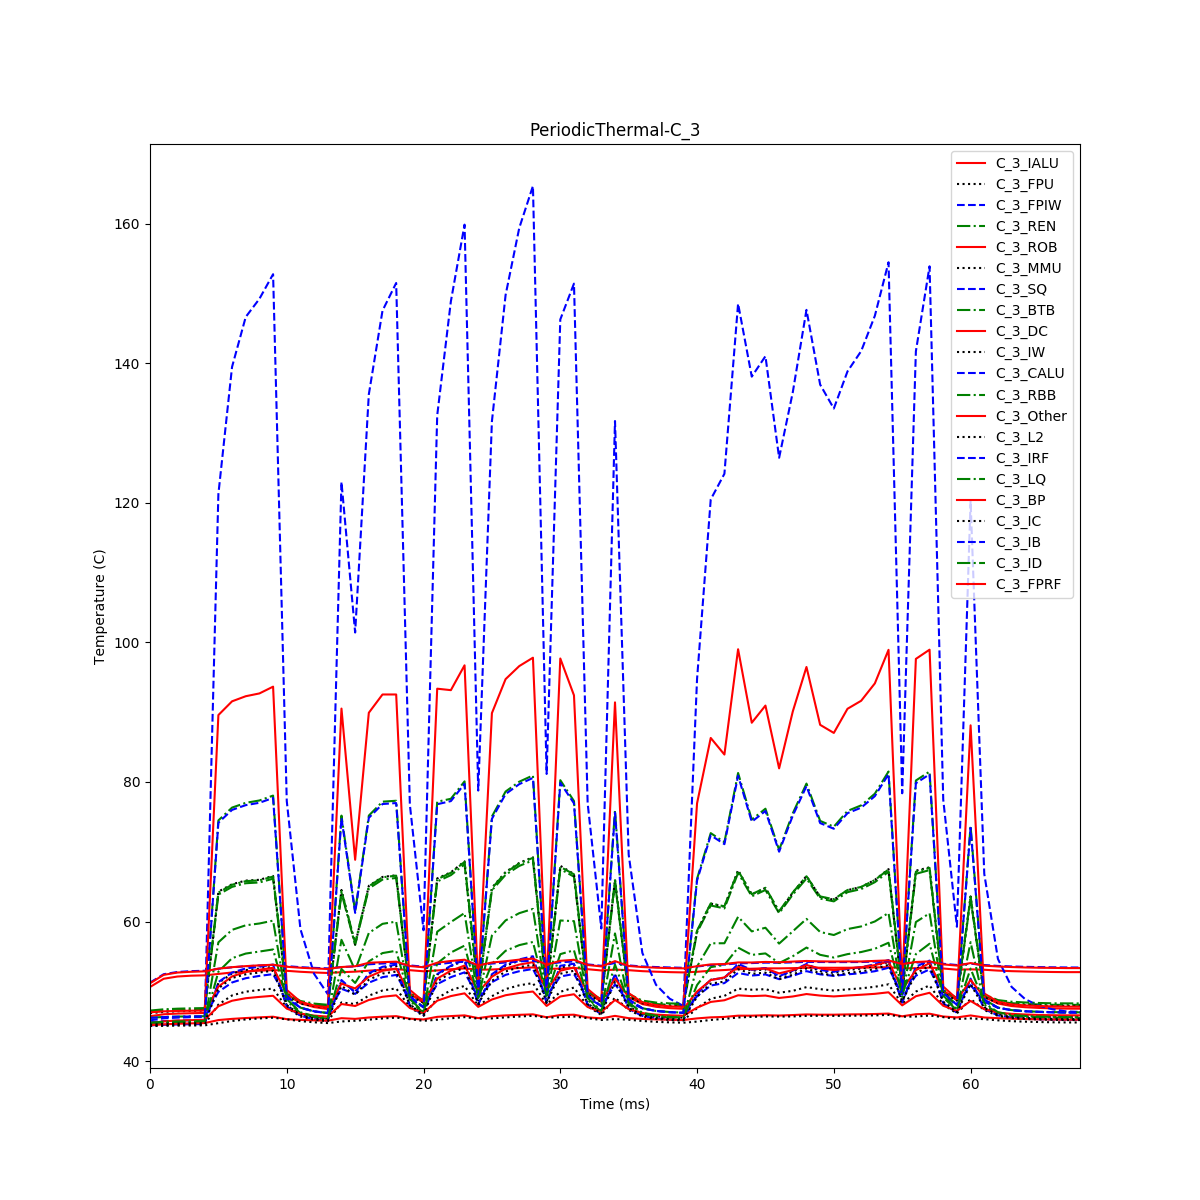 PeriodicThermal-C_3
C_3_IALU
C_3_FPU
C_3_FPIW
C_3_REN
C_3_ROB
C_3_MMU
C_3_SQ
C_3_BTB
C_3_DC
C_3_IW
C_3_CALU
C_3_RBB
C_3_Other
C_3_L2
C_3_IRF
C_3_LQ
C_3_BP
C_3_IC
C_3_IB
C_3_ID
C_3_FPRF
160
140
120
100
80
60
40
Temperature (C)
0 10 20 30 40 50 60
Time (ms)